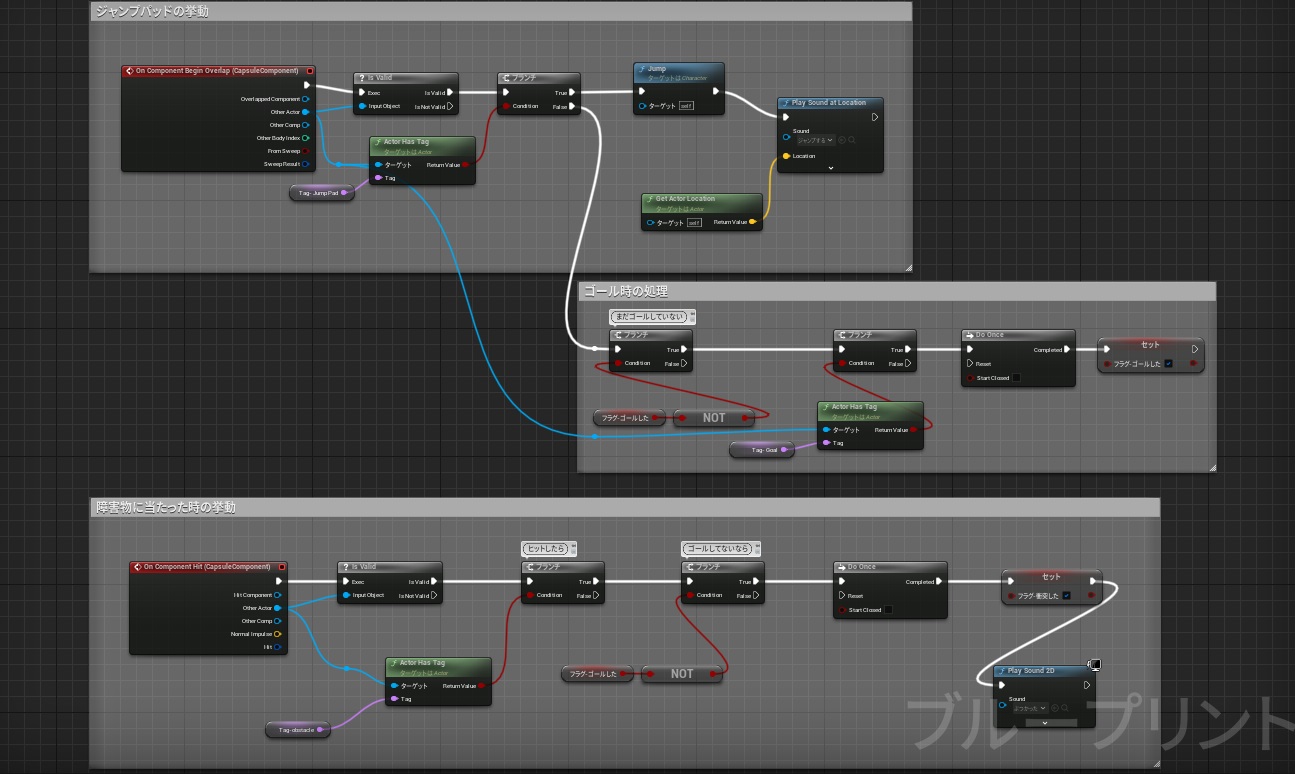 ジャンプパッドの挙動
On Component Begin Overlap (CapsuleComponent)
Overlapped Component
Other Actor
Other Comp
Other Body Index
From Sweep
Sweep Result
? Is Valid
Exec
Is Valid
Input Object
Is Not Valid
ブランチ
True
Condition
False
Actor Has Tag
ターゲットは Actor
ターゲット
Return Value
Tag
Tag- Jump Pad
Jump
ターゲットは Character
ターゲット self
Play Sound at Location
Sound
ジャンプする
Location
Get Actor Location
ターゲットは Actor
ターゲット self
Return Value
ゴール時の処理
まだゴールしていない
ブランチ
True
Condition
False
フラグ-ゴールした
NOT
ブランチ
True
Condition
False
Actor Has Tag
ターゲットは Actor
ターゲット
Return Value
Tag
Tag- Goal
Do Once
Completed
Reset
Start Closed
セット
フラグ-ゴールした
障害物に当たった時の挙動
On Component Hit (CapsuleComponent)
Hit Component
Other Actor
Other Comp
Normal Impulse
Hit
? Is Valid
Exec
Is Valid
Input Object
Is Not Valid
Actor Has Tag
ターゲットは Actor
ターゲット
Return Value
Tag
Tag-obstacle
ヒットしたら
ブランチ
True
Condition
False
ゴールしてないなら
ブランチ
True
Condition
False
フラグ-ゴールした
NOT
Do Once
Completed
Reset
Start Closed
セット
フラグ-衝突した
Play Sound 2D
Sound
ぶつかった
ブループリント